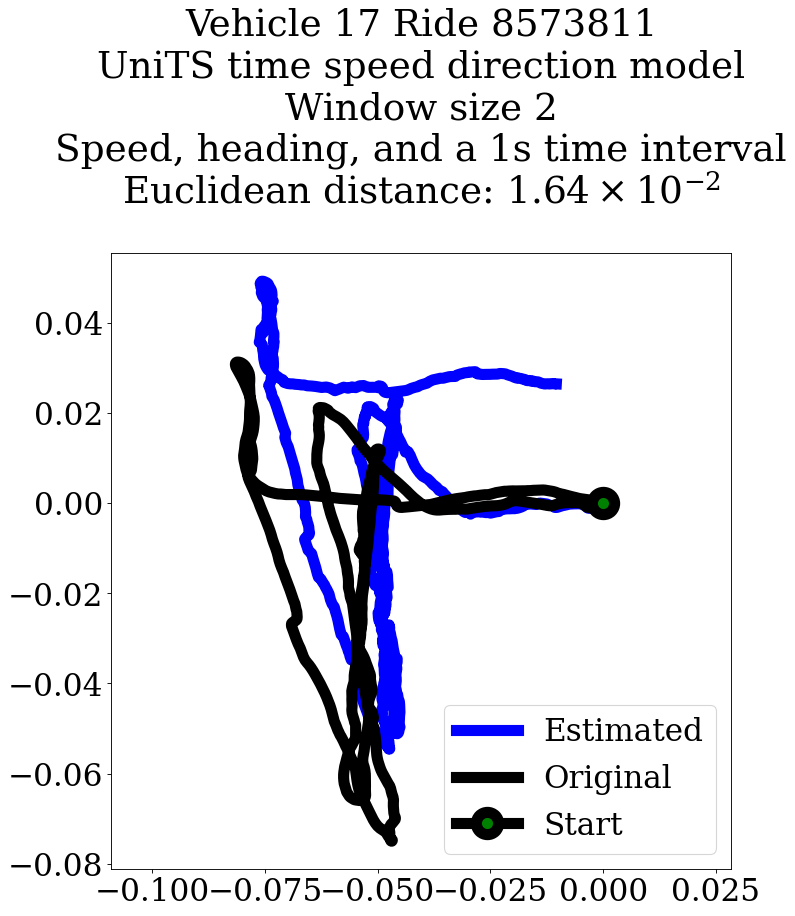 Vehicle 17 Ride 8573811
UniTS time speed direction model
Window size 2
Speed, heading, and a 1s time interval
Euclidean distance: 1.64 × 10⁻²
0.04
0.02
0.00
−0.02
−0.04
−0.06
−0.08
Estimated
Original
Start
−0.100 −0.075 −0.050 −0.025 0.000 0.025